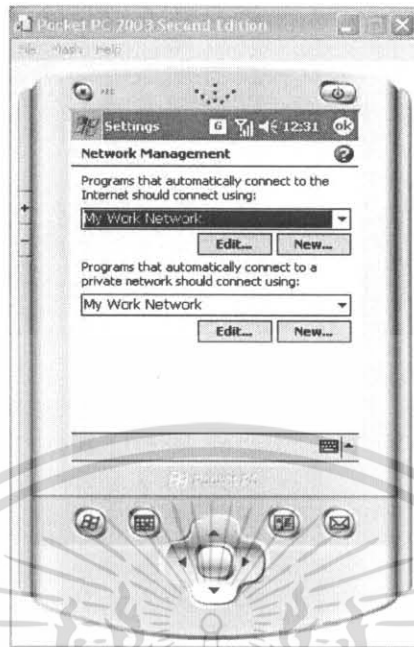 Pocket PC 2003 Second Edition
File Flash Help
Settings G 12:31 ok
Network Management ?
Programs that automatically connect to the
Internet should connect using:
My Work Network
Edit... New...
Programs that automatically connect to a
private network should connect using:
My Work Network
Edit... New...